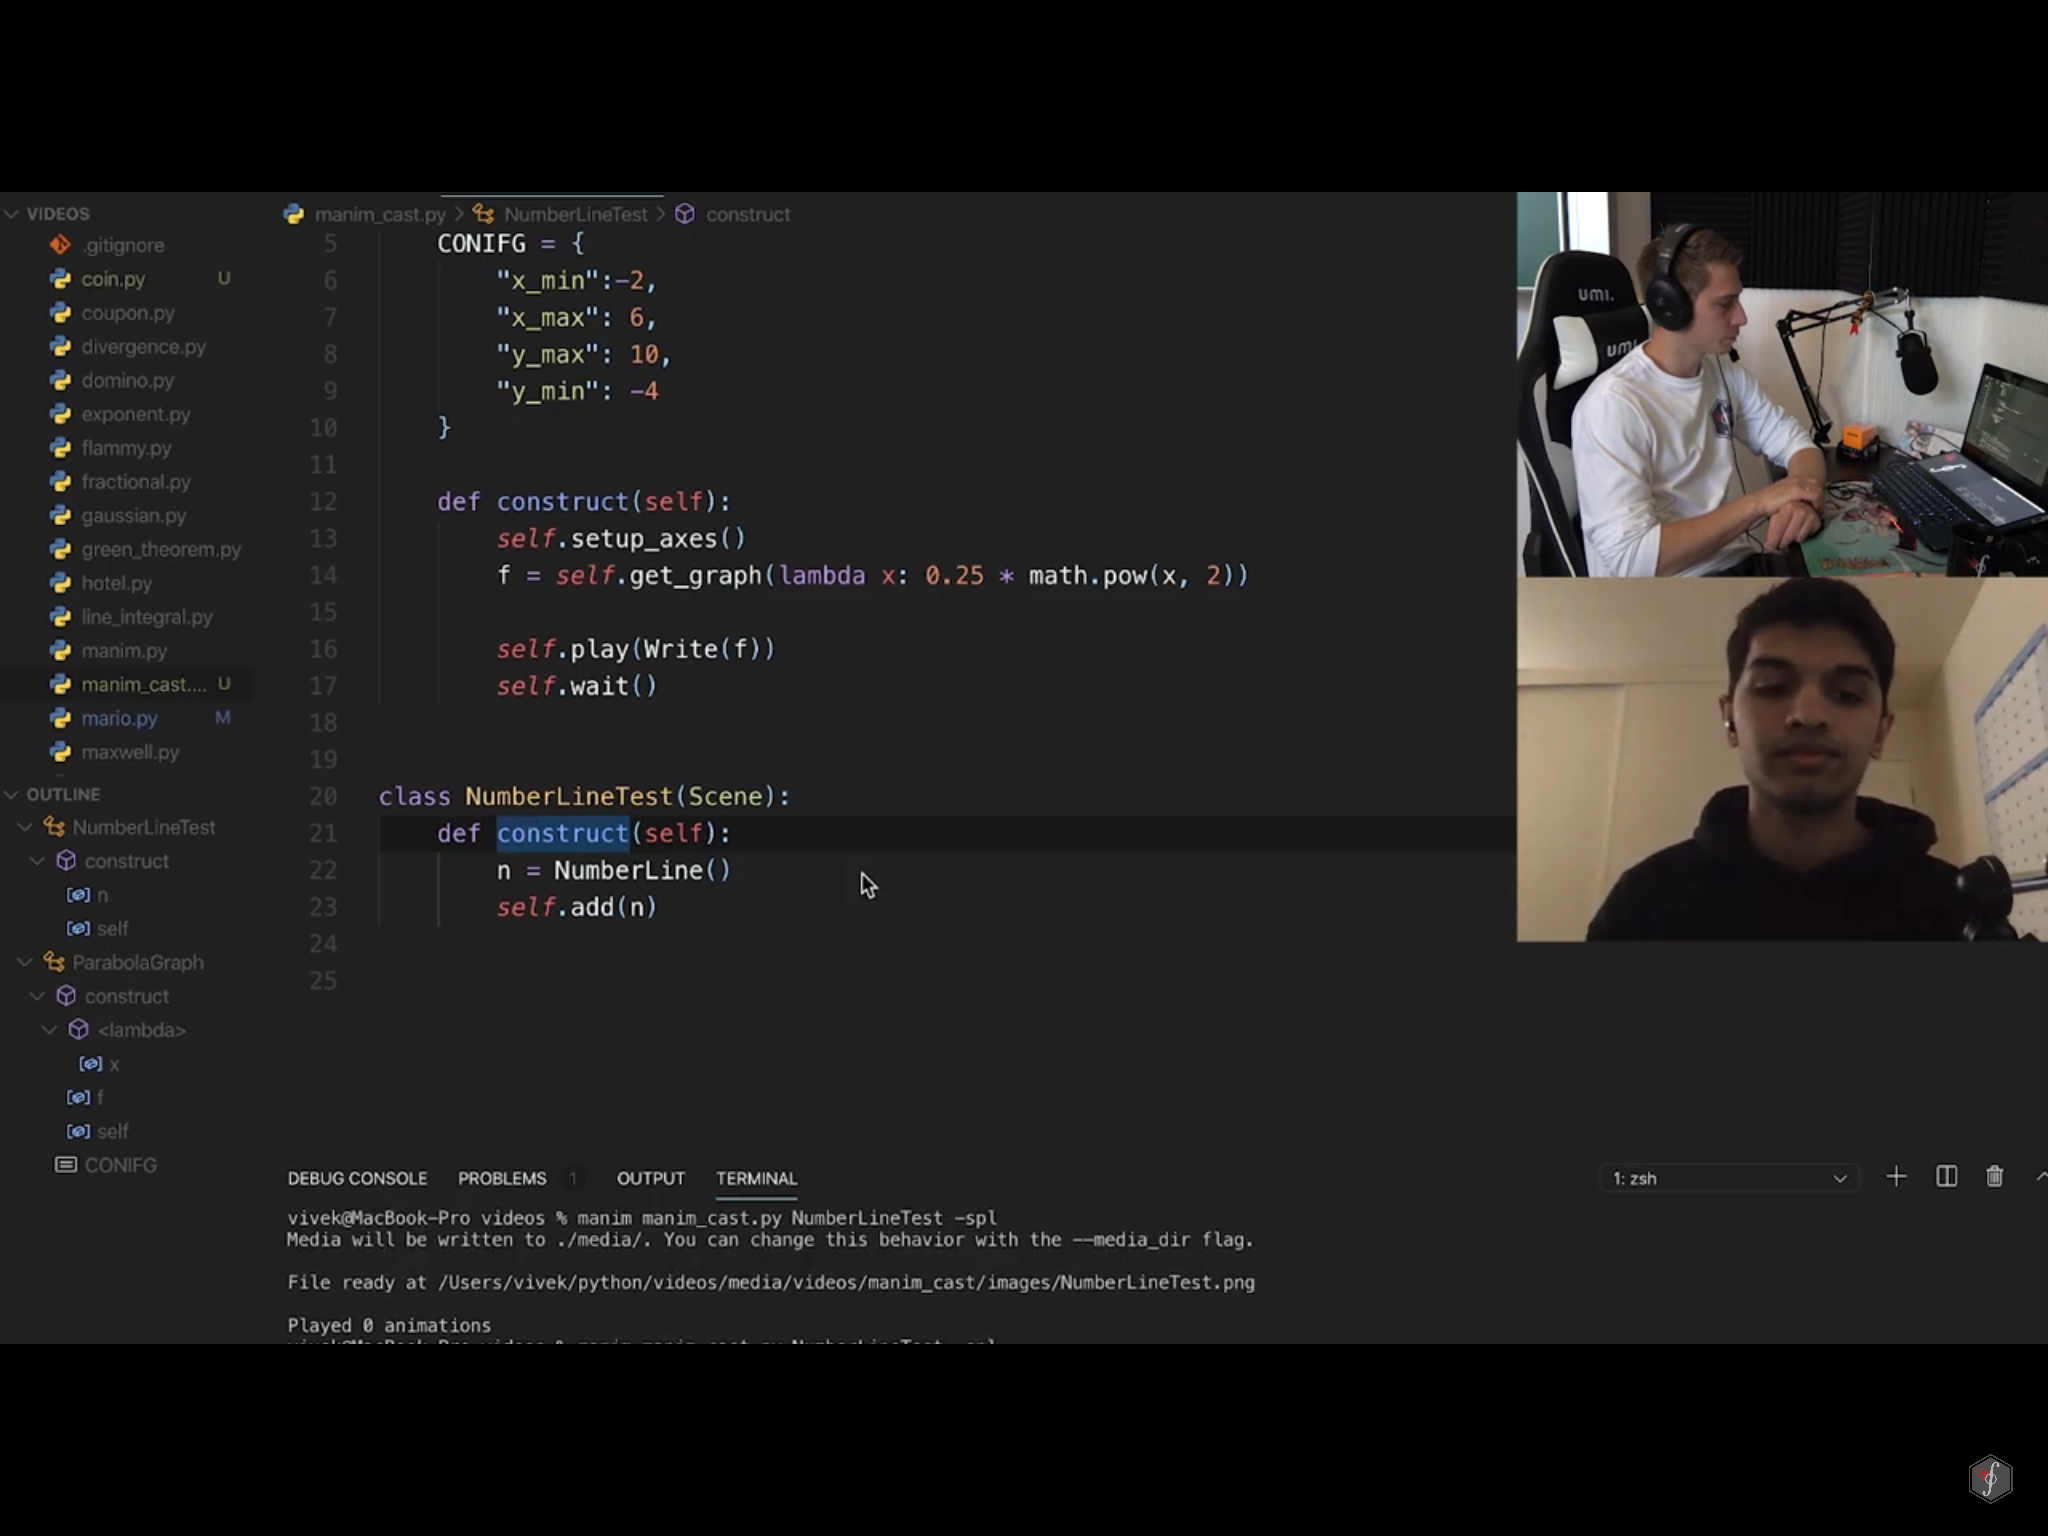 VIDEOS
.gitignore
coin.py U
coupon.py
divergence.py
domino.py
exponent.py
flammy.py
fractional.py
gaussian.py
green_theorem.py
hotel.py
line_integral.py
manim.py
manim_cast.... U
mario.py M
maxwell.py
OUTLINE
NumberLineTest
construct
n
self
ParabolaGraph
construct
<lambda>
x
f
self
CONIFG
manim_cast.py > NumberLineTest > construct
5 CONIFG = {
6 "x_min":-2,
7 "x_max": 6,
8 "y_max": 10,
9 "y_min": -4
10 }
11
12 def construct(self):
13 self.setup_axes()
14 f = self.get_graph(lambda x: 0.25 * math.pow(x, 2))
15
16 self.play(Write(f))
17 self.wait()
18
19
20 class NumberLineTest(Scene):
21 def construct(self):
22 n = NumberLine()
23 self.add(n)
24
25
DEBUG CONSOLE PROBLEMS 1 OUTPUT TERMINAL
1: zsh
vivek@MacBook-Pro videos % manim manim_cast.py NumberLineTest -spl
Media will be written to ./media/. You can change this behavior with the --media_dir flag.
File ready at /Users/vivek/python/videos/media/videos/manim_cast/images/NumberLineTest.png
Played 0 animations
UMI.